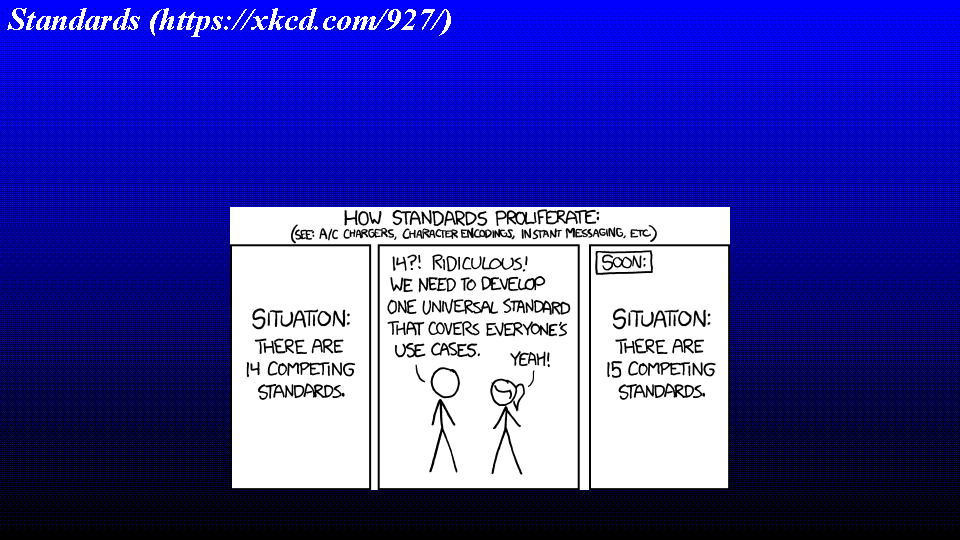 Standards (https://xkcd.com/927/)
HOW STANDARDS PROLIFERATE:
(SEE: A/C CHARGERS, CHARACTER ENCODINGS, INSTANT MESSAGING, ETC.)
SITUATION:
THERE ARE
14 COMPETING
STANDARDS.
14?! RIDICULOUS!
WE NEED TO DEVELOP
ONE UNIVERSAL STANDARD
THAT COVERS EVERYONE'S
USE CASES.
YEAH!
SOON:
SITUATION:
THERE ARE
15 COMPETING
STANDARDS.